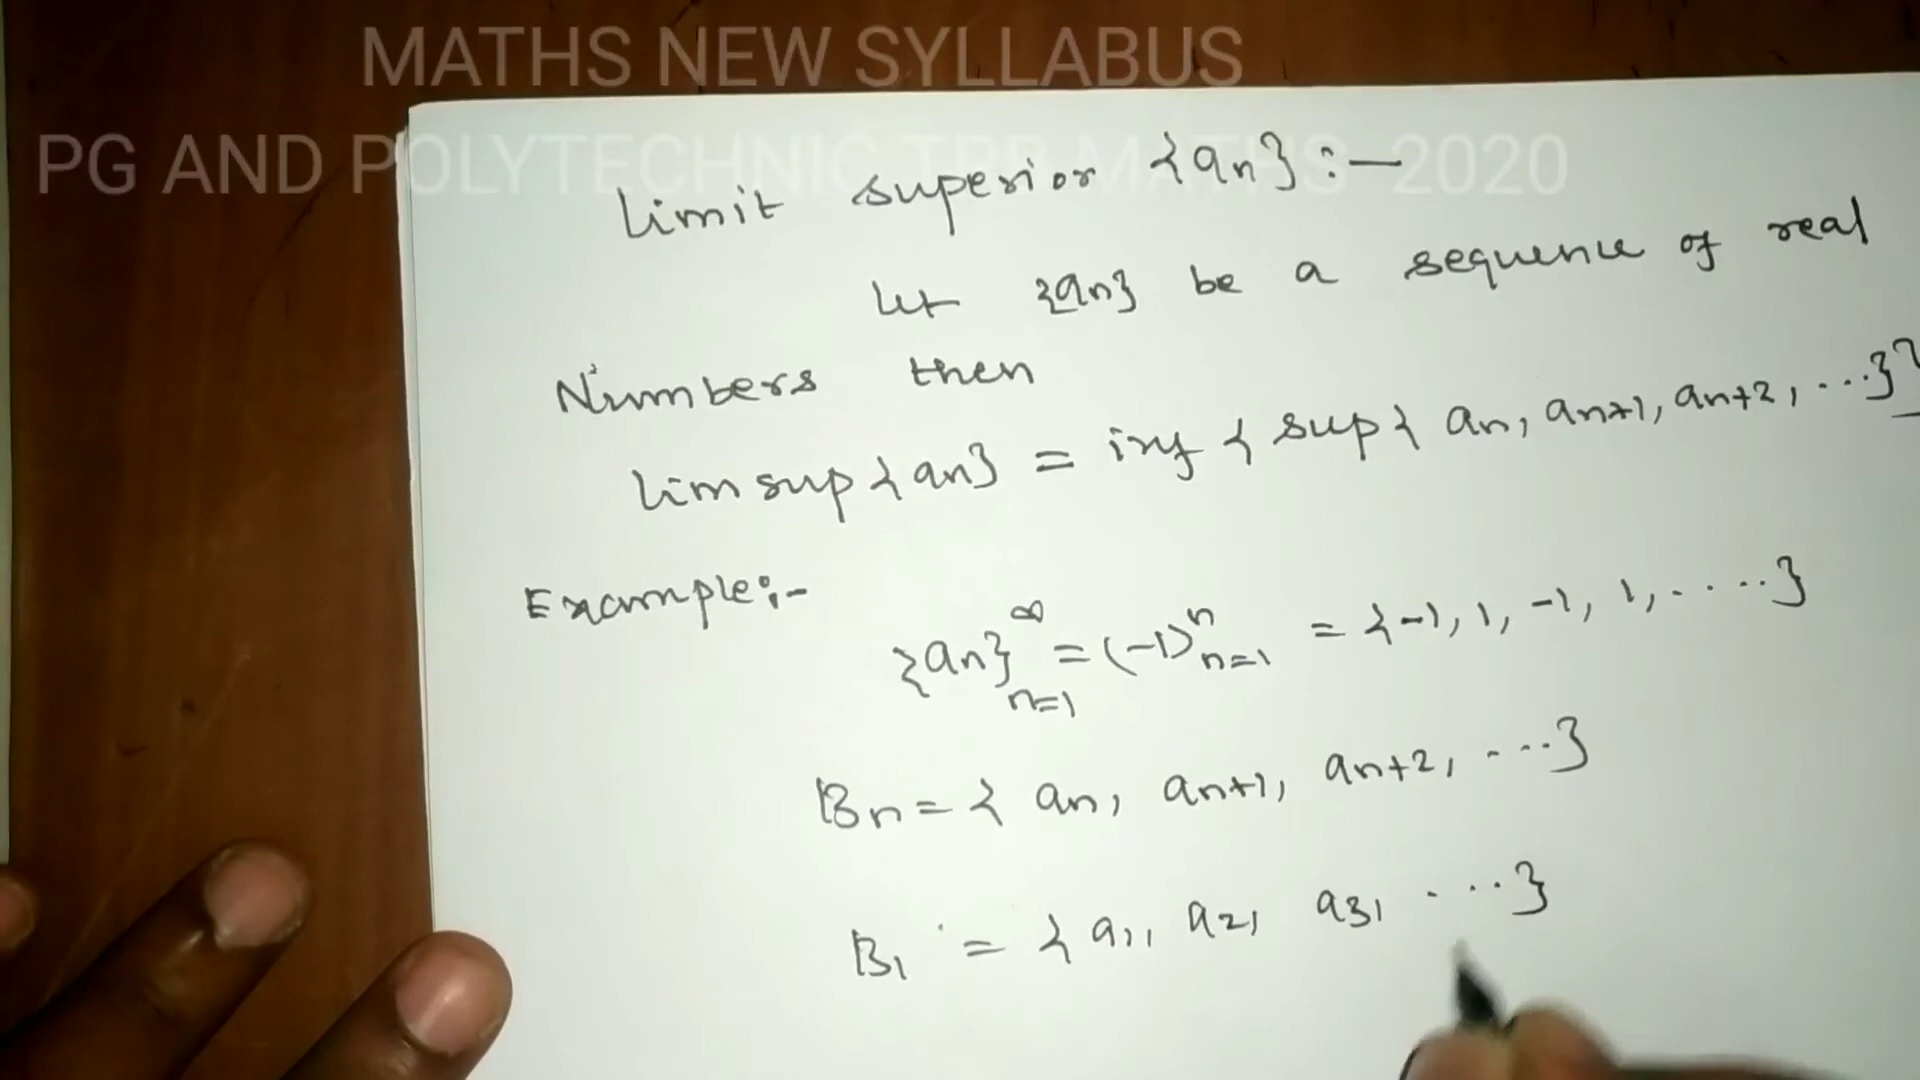 MATHS NEW SYLLABUS
PG AND POLYTECHNIC TRB MATHS 2020
Limit superior {an} :-
Let {an} be a sequence of real
Numbers then
lim sup {an} = inf { sup { an, an+1, an+2, ...}}
Example:-
{an}∞n=1 = (-1)^n n=1 = {-1, 1, -1, 1, ....}
Bn = { an, an+1, an+2, ...}
B1 = { a1, a2, a3, ....}